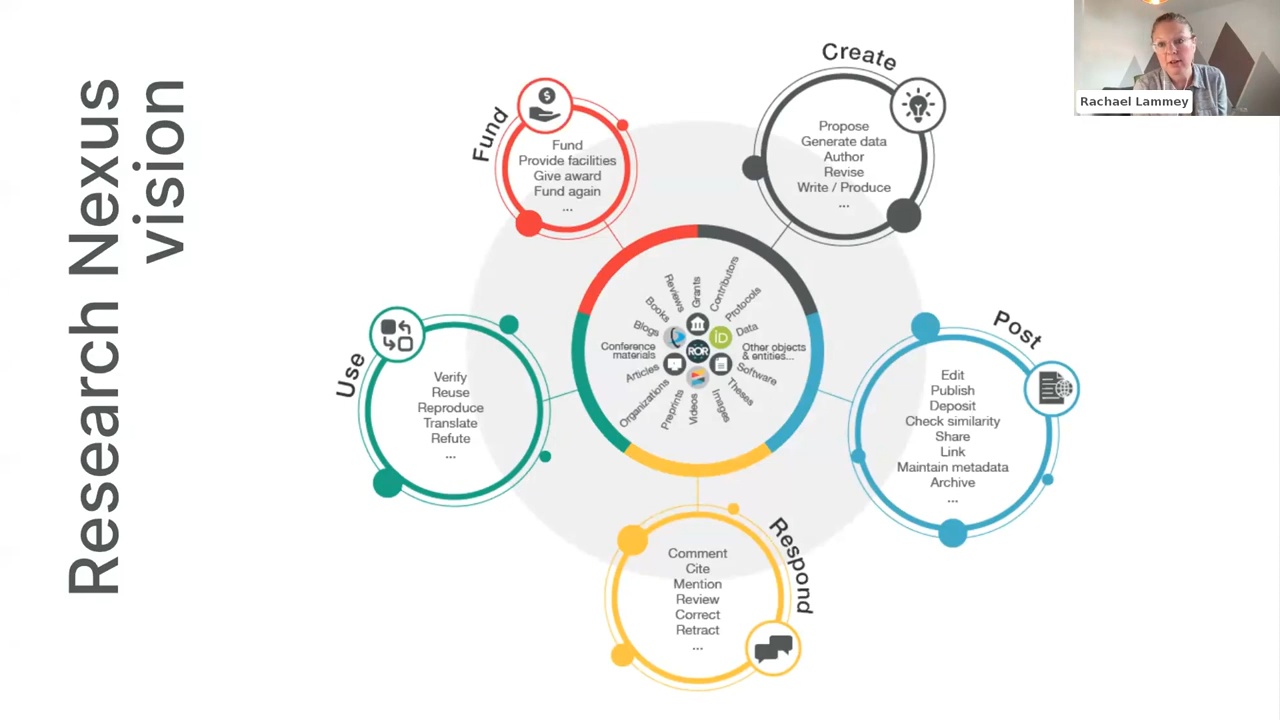 Research Nexus
vision
Rachael Lammey
Fund
Fund
Provide facilities
Give award
Fund again
...
Create
Propose
Generate data
Author
Revise
Write / Produce
...
Post
Edit
Publish
Deposit
Check similarity
Share
Link
Maintain metadata
Archive
...
Respond
Comment
Cite
Mention
Review
Correct
Retract
...
Use
Verify
Reuse
Reproduce
Translate
Refute
...
Grants
Contributors
Protocols
Data
Other objects
& entities...
Software
Theses
Images
Videos
Preprints
Organizations
Articles
Conference
materials
Blogs
Books
Reviews
iD
ROR
$